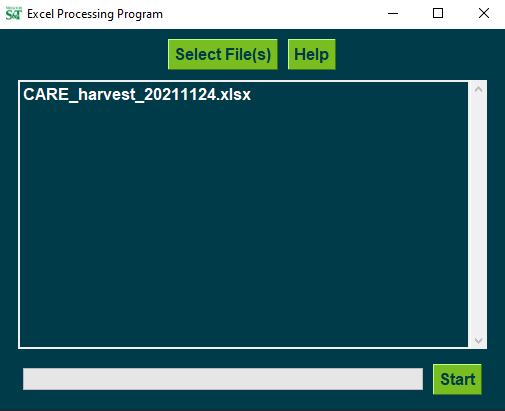 S&T Excel Processing Program
Select File(s) Help
CARE_harvest_20211124.xlsx
Start